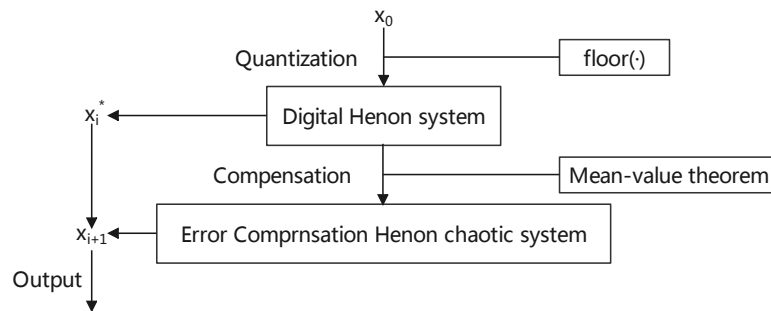 x₀
Quantization
floor(·)
xᵢ*
Digital Henon system
Compensation
Mean-value theorem
xᵢ₊₁
Error Comprnsation Henon chaotic system
Output